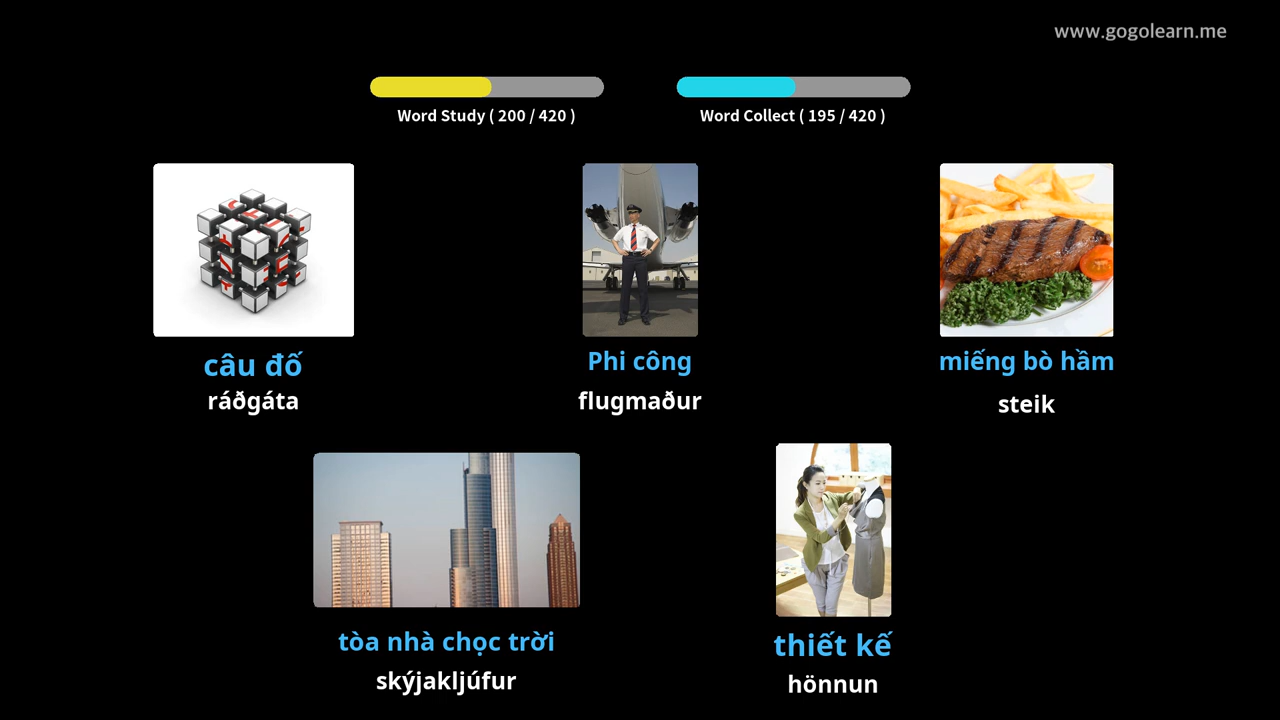 www.gogolearn.me
Word Study ( 200 / 420 )
Word Collect ( 195 / 420 )
câu đố
ráðgáta
Phi công
flugmaður
miếng bò hầm
steik
tòa nhà chọc trời
skýjakljúfur
thiết kế
hönnun